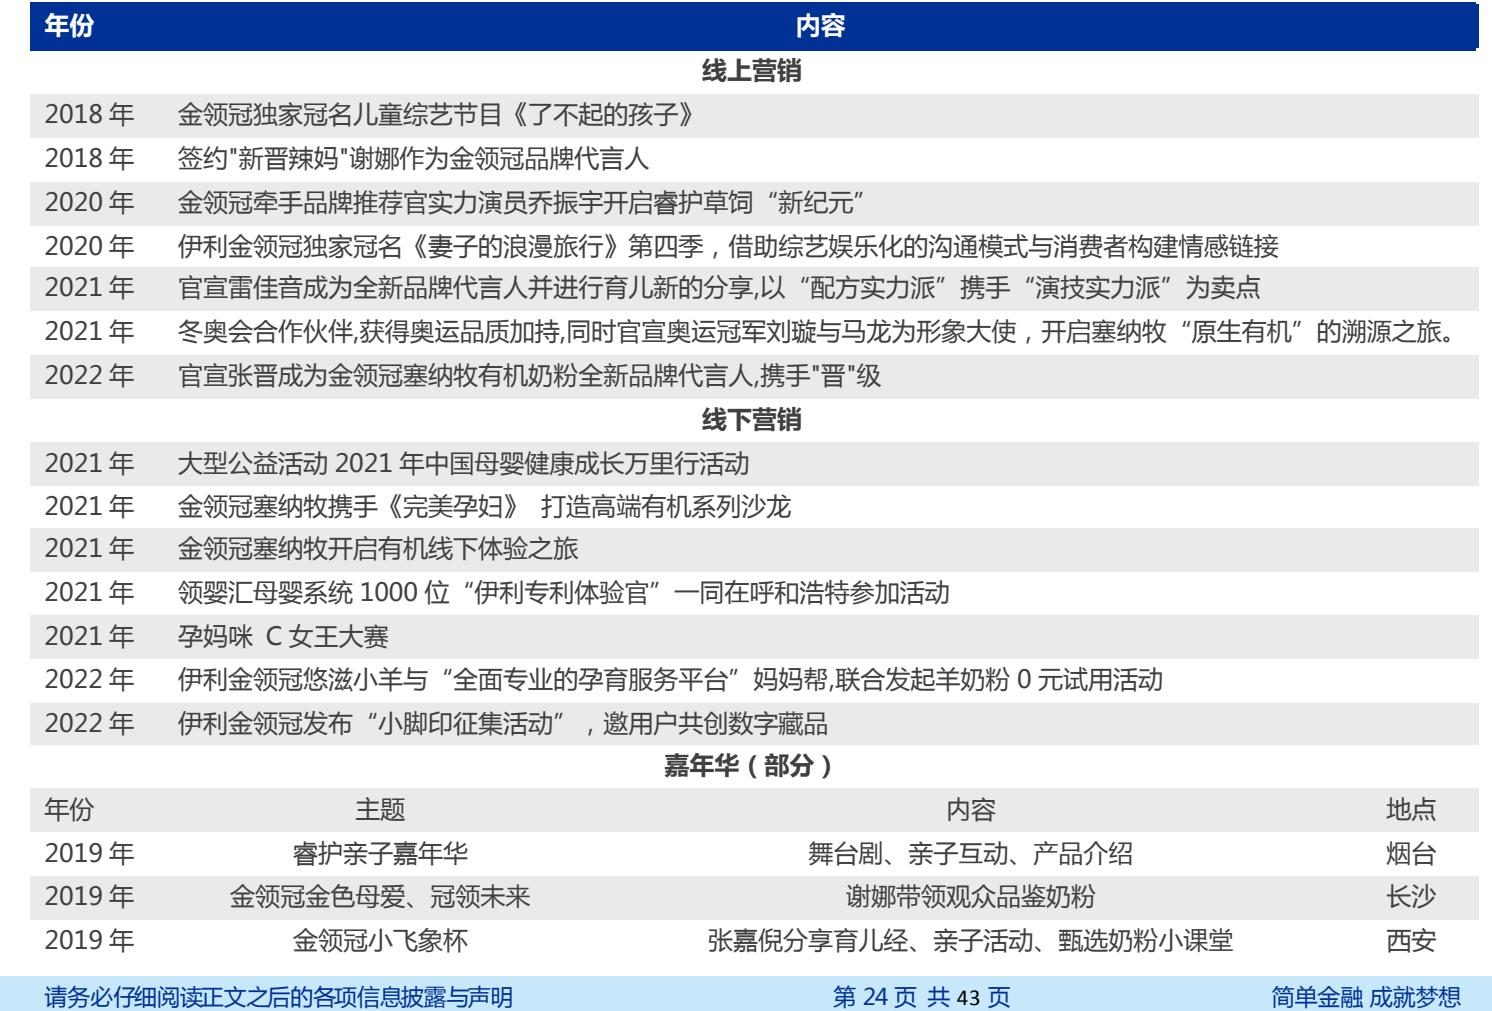 年份 内容
线上营销
2018 年 金领冠独家冠名儿童综艺节目《了不起的孩子》
2018 年 签约"新晋辣妈"谢娜作为金领冠品牌代言人
2020 年 金领冠牵手品牌推荐官实力演员乔振宇开启睿护草饲“新纪元”
2020 年 伊利金领冠独家冠名《妻子的浪漫旅行》第四季，借助综艺娱乐化的沟通模式与消费者构建情感链接
2021 年 官宣雷佳音成为全新品牌代言人并进行育儿新的分享,以“配方实力派”携手“演技实力派”为卖点
2021 年 冬奥会合作伙伴,获得奥运品质加持,同时官宣奥运冠军刘璇与马龙为形象大使，开启塞纳牧“原生有机”的溯源之旅。
2022 年 官宣张晋成为金领冠塞纳牧有机奶粉全新品牌代言人,携手"晋"级
线下营销
2021 年 大型公益活动 2021 年中国母婴健康成长万里行活动
2021 年 金领冠塞纳牧携手《完美孕妇》 打造高端有机系列沙龙
2021 年 金领冠塞纳牧开启有机线下体验之旅
2021 年 领婴汇母婴系统 1000 位“伊利专利体验官”一同在呼和浩特参加活动
2021 年 孕妈咪 C 女王大赛
2022 年 伊利金领冠悠滋小羊与“全面专业的孕育服务平台”妈妈帮,联合发起羊奶粉 0 元试用活动
2022 年 伊利金领冠发布“小脚印征集活动”，邀用户共创数字藏品
嘉年华（部分）
年份 主题 内容 地点
2019 年 睿护亲子嘉年华 舞台剧、亲子互动、产品介绍 烟台
2019 年 金领冠金色母爱、冠领未来 谢娜带领观众品鉴奶粉 长沙
2019 年 金领冠小飞象杯 张嘉倪分享育儿经、亲子活动、甄选奶粉小课堂 西安
请务必仔细阅读正文之后的各项信息披露与声明 第 24 页 共 43 页 简单金融 成就梦想